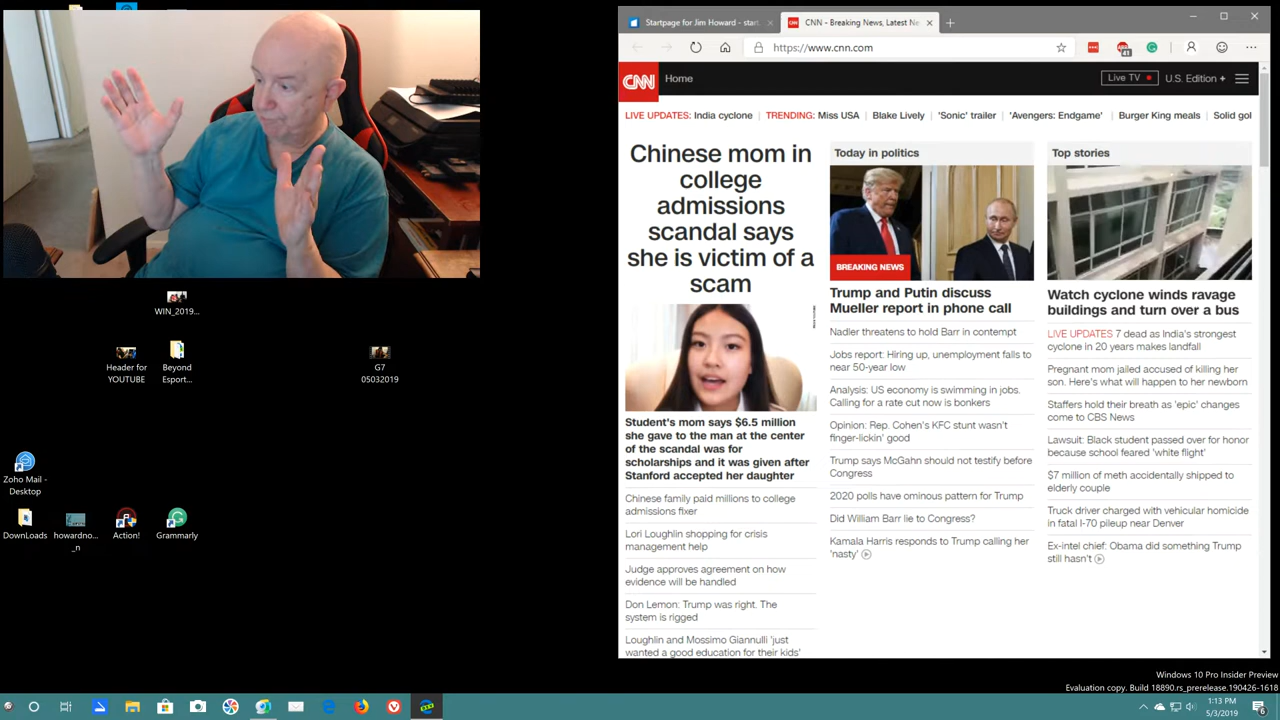 Startpage for Jim Howard - start.
CNN - Breaking News, Latest Ne
https://www.cnn.com
41
CNN
Home
Live TV
U.S. Edition +
LIVE UPDATES: India cyclone
TRENDING: Miss USA
Blake Lively
'Sonic' trailer
'Avengers: Endgame'
Burger King meals
Solid gol
Chinese mom in
college
admissions
scandal says
she is victim of a
scam
Student's mom says $6.5 million
she gave to the man at the center
of the scandal was for
scholarships and it was given after
Stanford accepted her daughter
Chinese family paid millions to college
admissions fixer
Lori Loughlin shopping for crisis
management help
Judge approves agreement on how
evidence will be handled
Don Lemon: Trump was right. The
system is rigged
Loughlin and Mossimo Giannulli 'just
wanted a good education for their kids'
Today in politics
BREAKING NEWS
Trump and Putin discuss
Mueller report in phone call
Nadler threatens to hold Barr in contempt
Jobs report: Hiring up, unemployment falls to
near 50-year low
Analysis: US economy is swimming in jobs.
Calling for a rate cut now is bonkers
Opinion: Rep. Cohen's KFC stunt wasn't
finger-lickin' good
Trump says McGahn should not testify before
Congress
2020 polls have ominous pattern for Trump
Did William Barr lie to Congress?
Kamala Harris responds to Trump calling her
'nasty'
Top stories
Watch cyclone winds ravage
buildings and turn over a bus
LIVE UPDATES 7 dead as India's strongest
cyclone in 20 years makes landfall
Pregnant mom jailed accused of killing her
son. Here's what will happen to her newborn
Staffers hold their breath as 'epic' changes
come to CBS News
Lawsuit: Black student passed over for honor
because school feared 'white flight'
$7 million of meth accidentally shipped to
elderly couple
Truck driver charged with vehicular homicide
in fatal I-70 pileup near Denver
Ex-intel chief: Obama did something Trump
still hasn't
WIN_2019...
Header for
YOUTUBE
Beyond
Esport...
G7
05032019
Zoho Mail -
Desktop
DownLoads
howardno...
_n
Action!
Grammarly
Windows 10 Pro Insider Preview
Evaluation copy. Build 18890.rs_prerelease.190426-1618
1:13 PM
5/3/2019
6